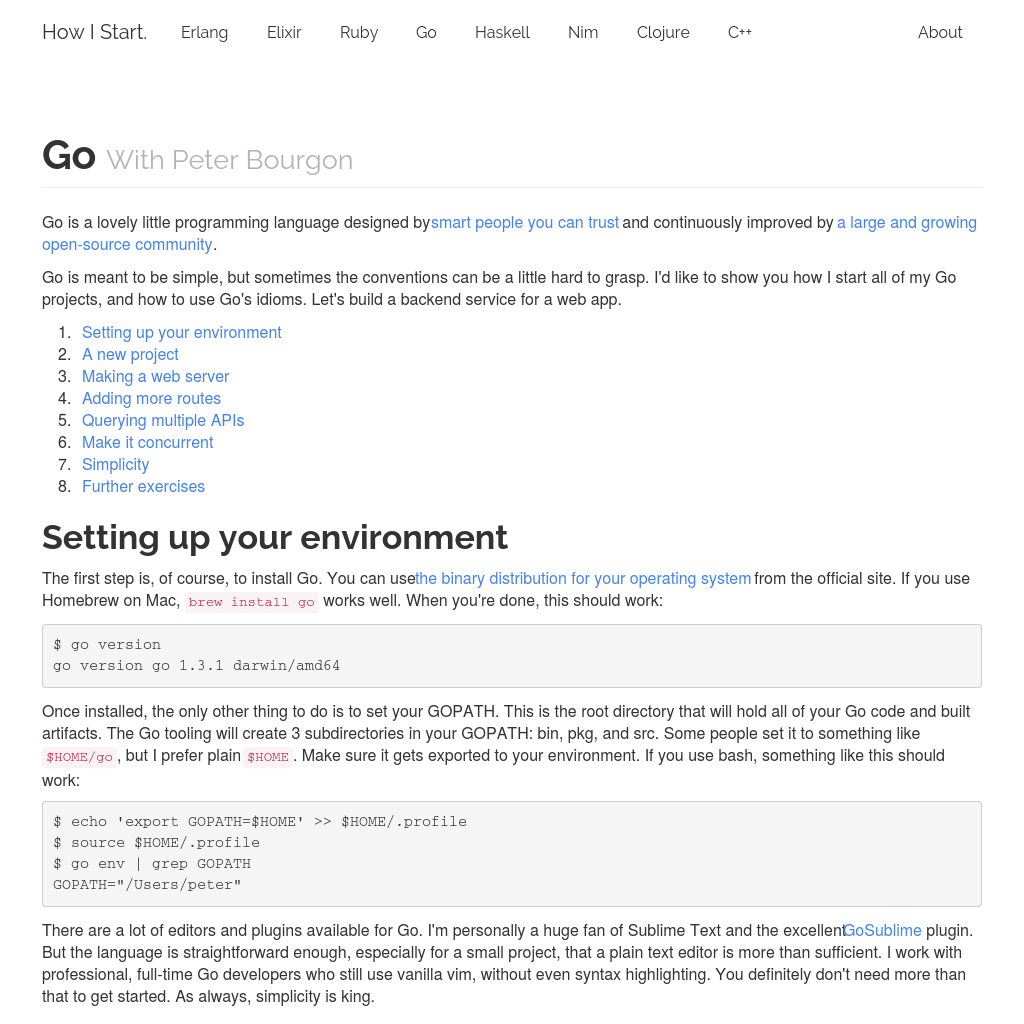 How I Start. Erlang Elixir Ruby Go Haskell Nim Clojure C++ About
Go With Peter Bourgon
Go is a lovely little programming language designed by smart people you can trust and continuously improved by a large and growing
open-source community.
Go is meant to be simple, but sometimes the conventions can be a little hard to grasp. I'd like to show you how I start all of my Go
projects, and how to use Go's idioms. Let's build a backend service for a web app.
1. Setting up your environment
2. A new project
3. Making a web server
4. Adding more routes
5. Querying multiple APIs
6. Make it concurrent
7. Simplicity
8. Further exercises
Setting up your environment
The first step is, of course, to install Go. You can use the binary distribution for your operating system from the official site. If you use
Homebrew on Mac, brew install go works well. When you're done, this should work:
$ go version
go version go 1.3.1 darwin/amd64
Once installed, the only other thing to do is to set your GOPATH. This is the root directory that will hold all of your Go code and built
artifacts. The Go tooling will create 3 subdirectories in your GOPATH: bin, pkg, and src. Some people set it to something like
$HOME/go, but I prefer plain $HOME. Make sure it gets exported to your environment. If you use bash, something like this should
work:
$ echo 'export GOPATH=$HOME' >> $HOME/.profile
$ source $HOME/.profile
$ go env | grep GOPATH
GOPATH="/Users/peter"
There are a lot of editors and plugins available for Go. I'm personally a huge fan of Sublime Text and the excellent GoSublime plugin.
But the language is straightforward enough, especially for a small project, that a plain text editor is more than sufficient. I work with
professional, full-time Go developers who still use vanilla vim, without even syntax highlighting. You definitely don't need more than
that to get started. As always, simplicity is king.